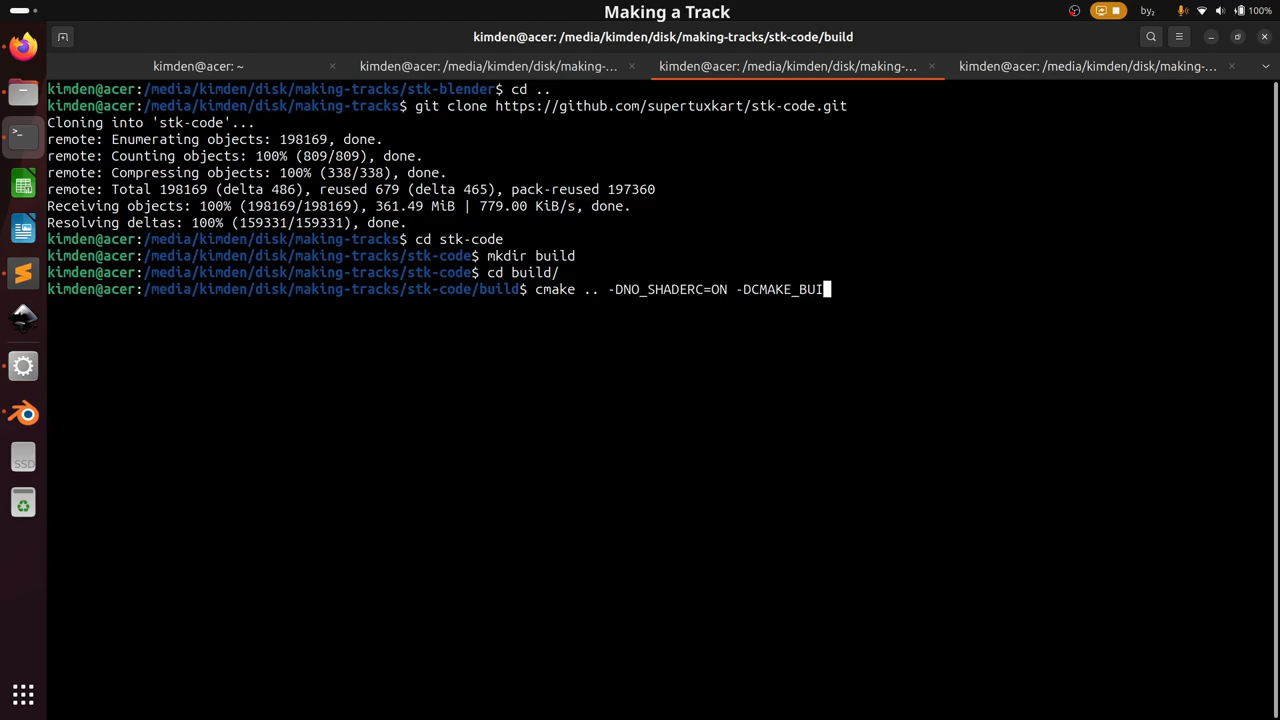 Making a Track
by₂
100%
kimden@acer: /media/kimden/disk/making-tracks/stk-code/build
kimden@acer: ~
kimden@acer: /media/kimden/disk/making-...
kimden@acer: /media/kimden/disk/making-...
kimden@acer: /media/kimden/disk/making-...
kimden@acer:/media/kimden/disk/making-tracks/stk-blender$ cd ..
kimden@acer:/media/kimden/disk/making-tracks$ git clone https://github.com/supertuxkart/stk-code.git
Cloning into 'stk-code'...
remote: Enumerating objects: 198169, done.
remote: Counting objects: 100% (809/809), done.
remote: Compressing objects: 100% (338/338), done.
remote: Total 198169 (delta 486), reused 679 (delta 465), pack-reused 197360
Receiving objects: 100% (198169/198169), 361.49 MiB | 779.00 KiB/s, done.
Resolving deltas: 100% (159331/159331), done.
kimden@acer:/media/kimden/disk/making-tracks$ cd stk-code
kimden@acer:/media/kimden/disk/making-tracks/stk-code$ mkdir build
kimden@acer:/media/kimden/disk/making-tracks/stk-code$ cd build/
kimden@acer:/media/kimden/disk/making-tracks/stk-code/build$ cmake .. -DNO_SHADERC=ON -DCMAKE_BUI
SSD